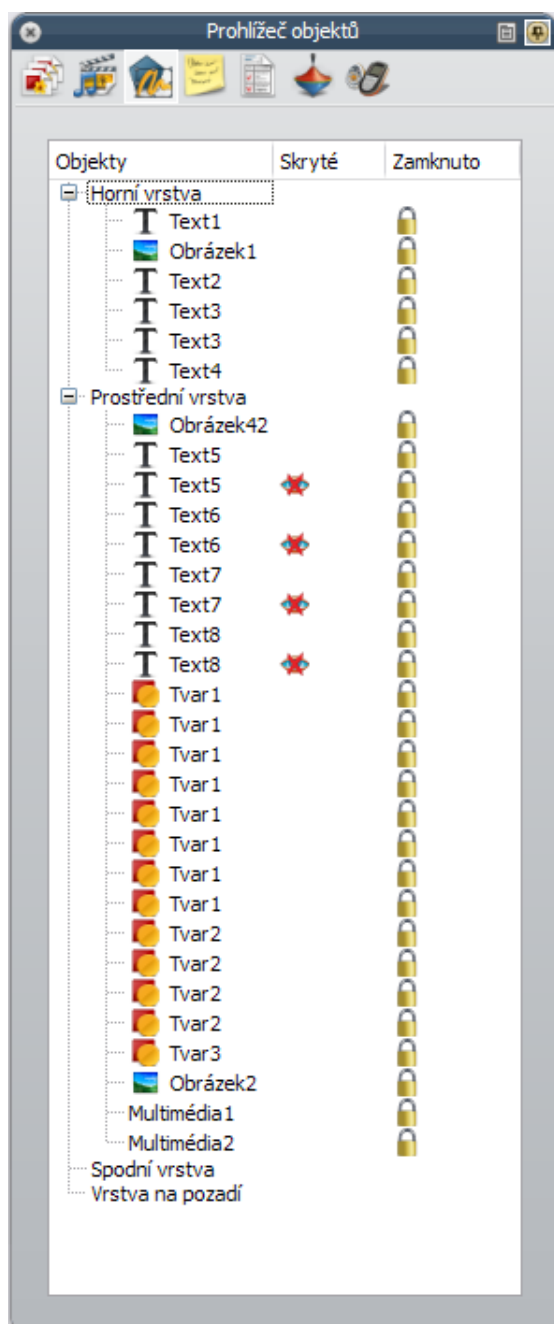 Prohlížeč objektů
Objekty Skryté Zamknuto
Horní vrstva
Text1
Obrázek1
Text2
Text3
Text3
Text4
Prostřední vrstva
Obrázek42
Text5
Text5
Text6
Text6
Text7
Text7
Text8
Text8
Tvar1
Tvar1
Tvar1
Tvar1
Tvar1
Tvar1
Tvar1
Tvar1
Tvar2
Tvar2
Tvar2
Tvar2
Tvar3
Obrázek2
Multimédia1
Multimédia2
Spodní vrstva
Vrstva na pozadí